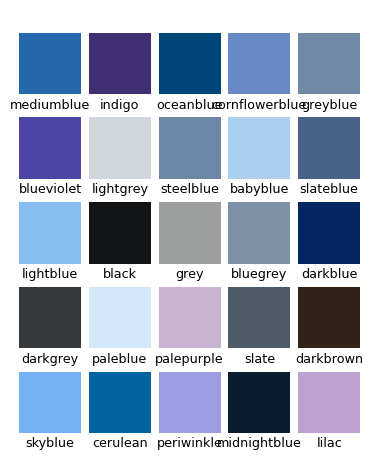 mediumblue indigo oceanblue cornflowerblue greyblue
blueviolet lightgrey steelblue babyblue slateblue
lightblue black grey bluegrey darkblue
darkgrey paleblue palepurple slate darkbrown
skyblue cerulean periwinkle midnightblue lilac